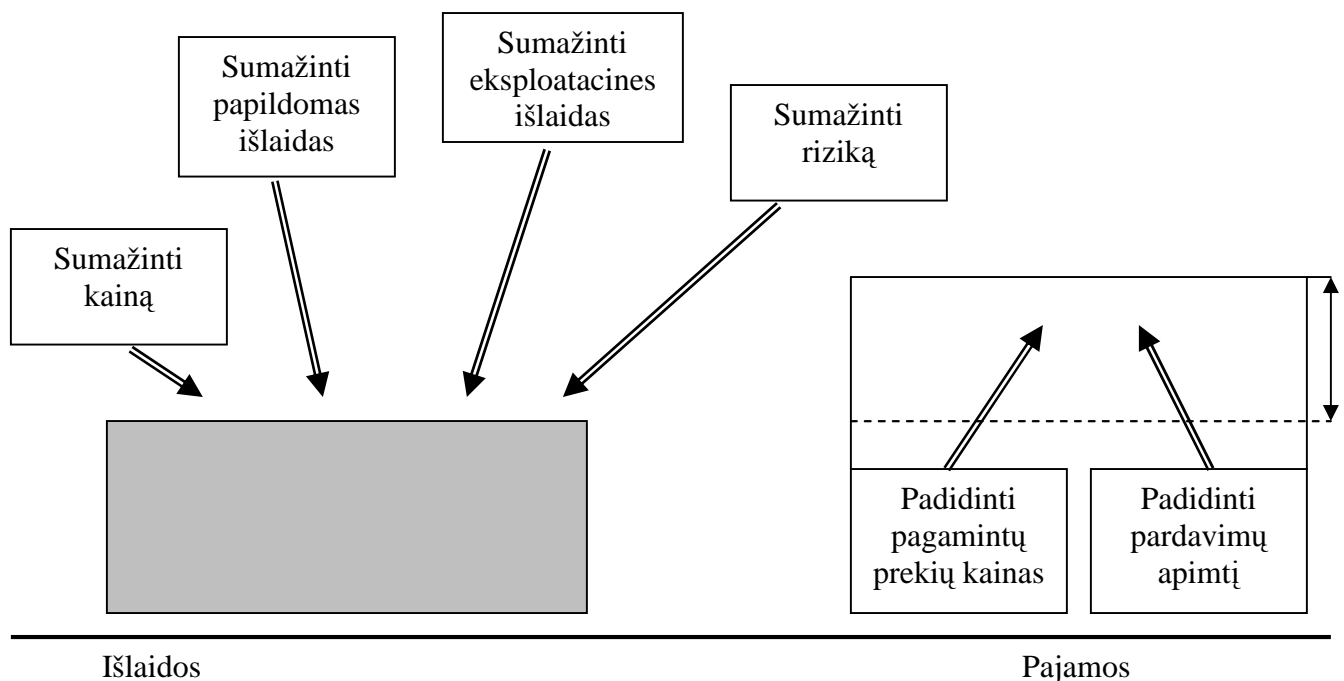 Sumažinti
kainą
Sumažinti
papildomas
išlaidas
Sumažinti
eksploatacines
išlaidas
Sumažinti
riziką
Padidinti
pagamintų
prekių kainas
Padidinti
pardavimų
apimtį
Išlaidos
Pajamos